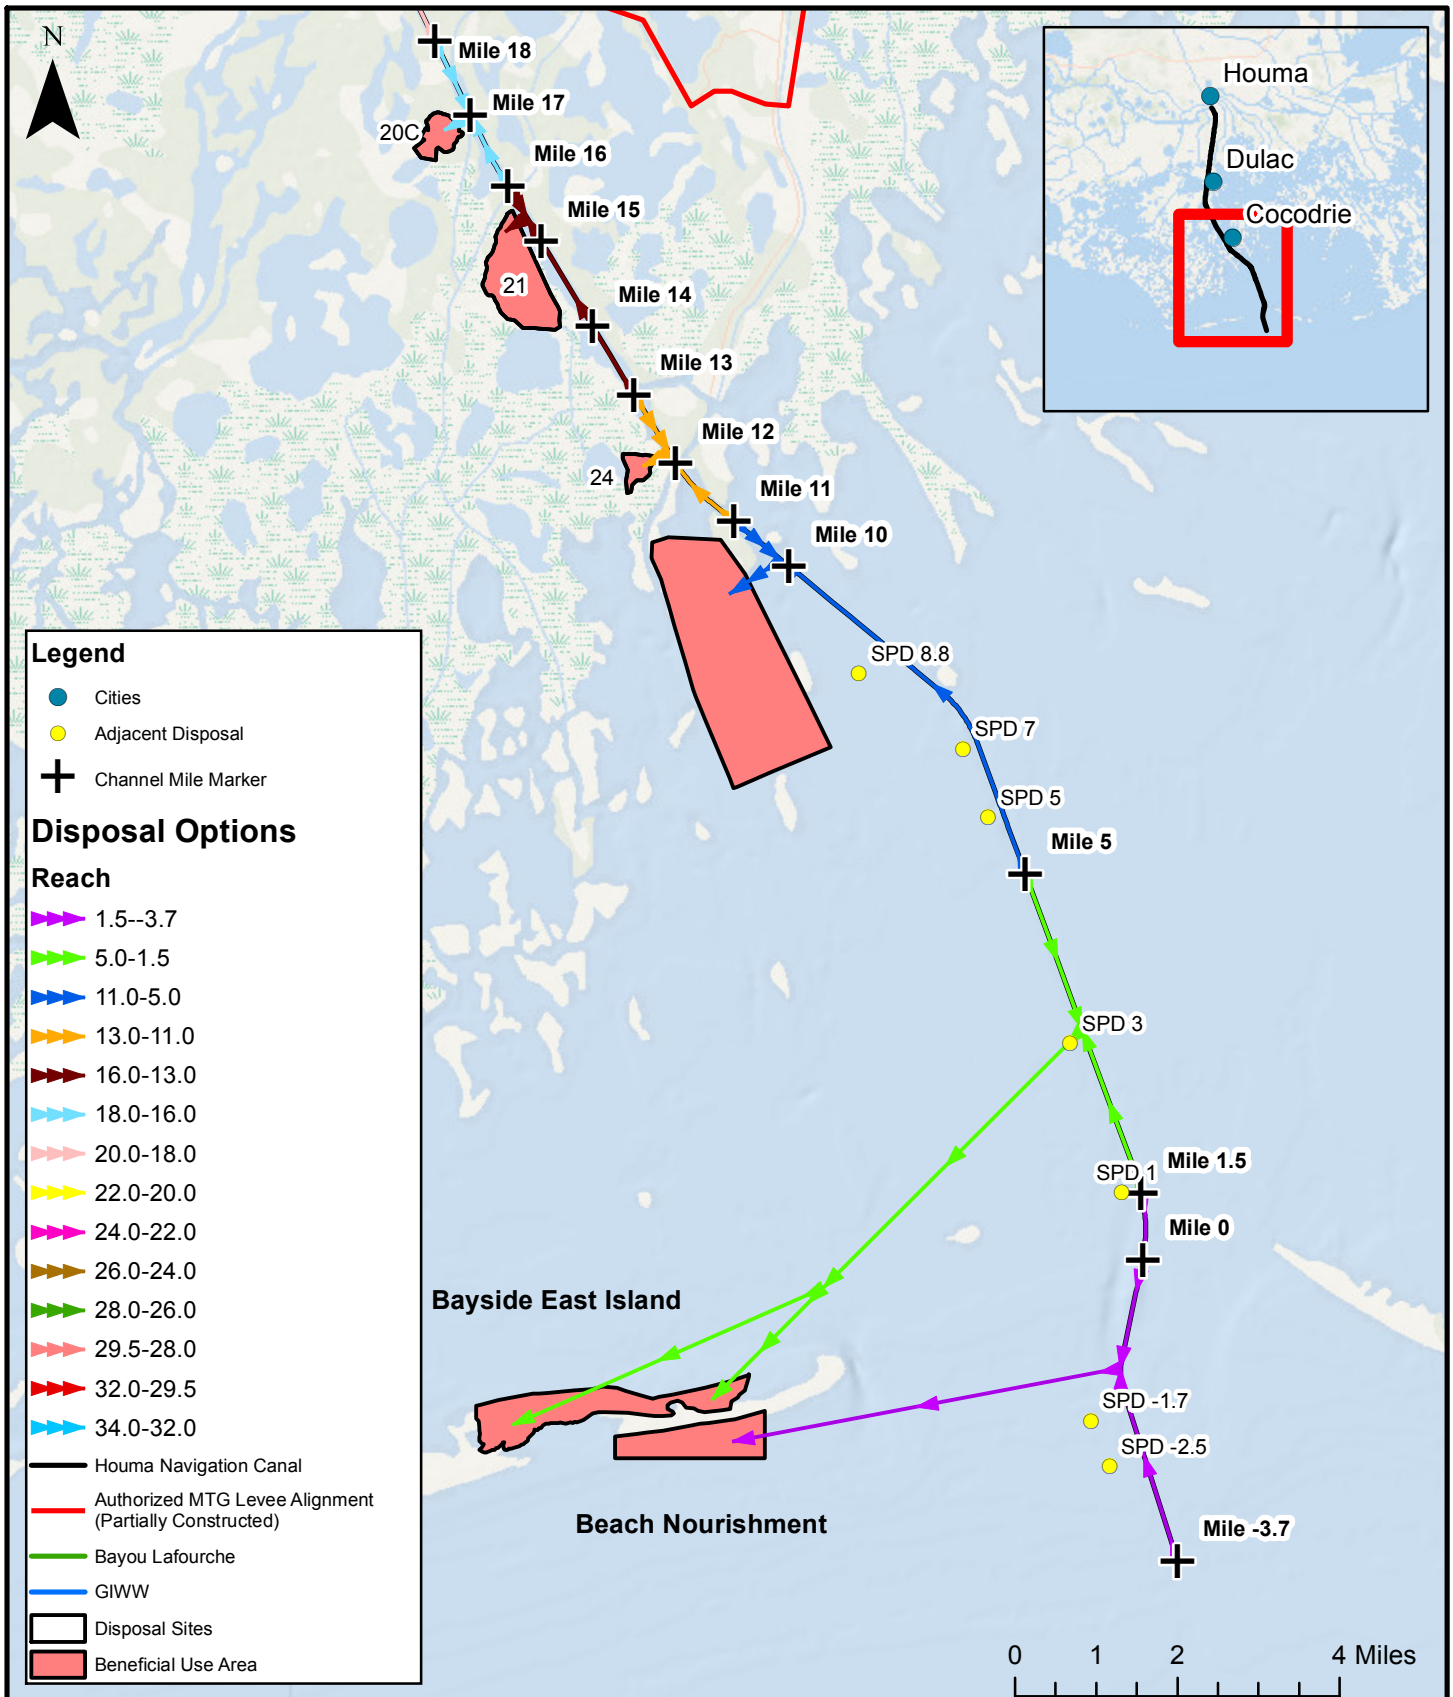 N
Mile 18
Mile 17
20C
Mile 16
Mile 15
21
Mile 14
Mile 13
Mile 12
24
Mile 11
Mile 10
SPD 8.8
SPD 7
SPD 5
Mile 5
SPD 3
SPD 1
Mile 1.5
Mile 0
Bayside East Island
SPD -1.7
SPD -2.5
Beach Nourishment
Mile -3.7
Houma
Dulac
Cocodrie
Legend
Cities
Adjacent Disposal
Channel Mile Marker
Disposal Options
Reach
1.5--3.7
5.0-1.5
11.0-5.0
13.0-11.0
16.0-13.0
18.0-16.0
20.0-18.0
22.0-20.0
24.0-22.0
26.0-24.0
28.0-26.0
29.5-28.0
32.0-29.5
34.0-32.0
Houma Navigation Canal
Authorized MTG Levee Alignment
(Partially Constructed)
Bayou Lafourche
GIWW
Disposal Sites
Beneficial Use Area
0 1 2 4 Miles